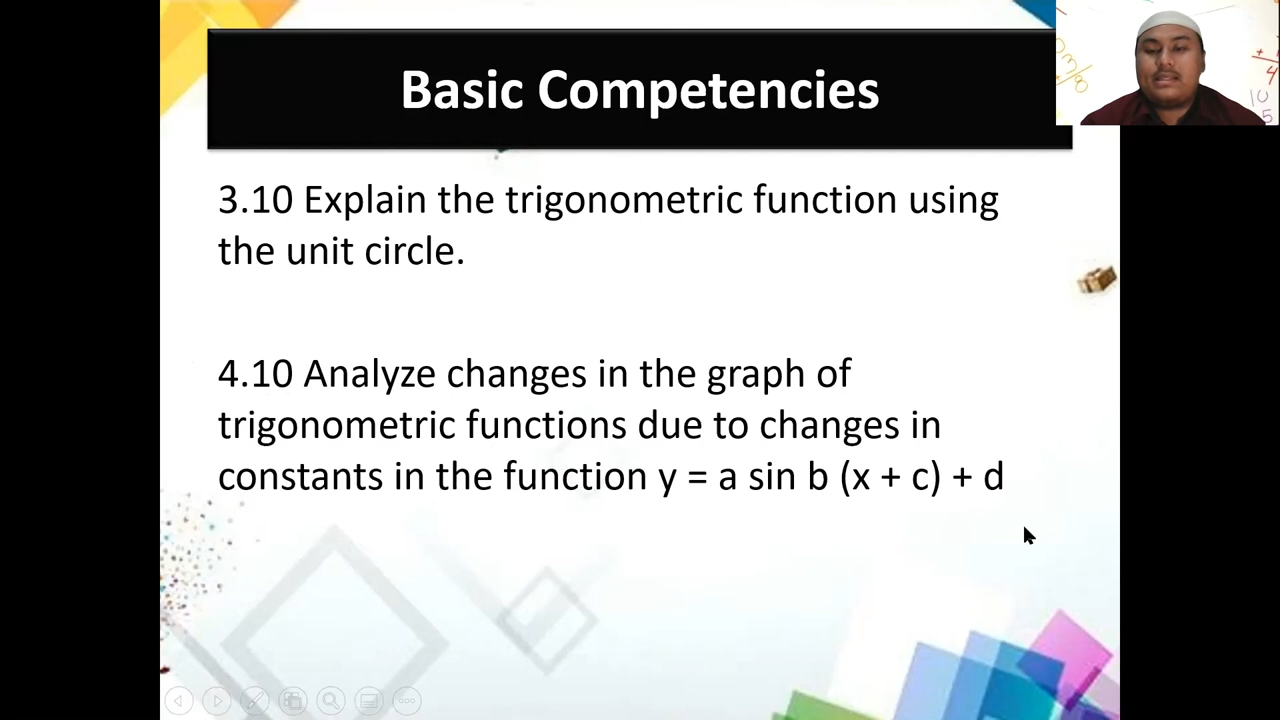 Basic Competencies
3.10 Explain the trigonometric function using
the unit circle.
4.10 Analyze changes in the graph of
trigonometric functions due to changes in
constants in the function y = a sin b (x + c) + d